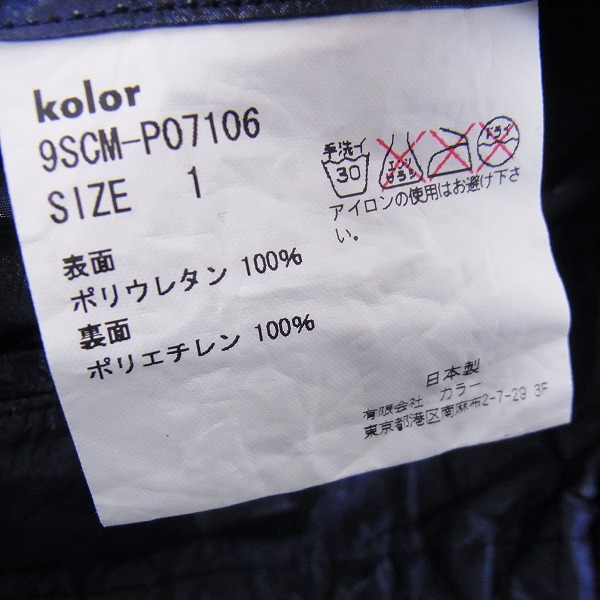 kolor
9SCM-P07106
SIZE 1
手洗イ
30
エンソ
サラシ
ドライ
アイロンの使用はお避け下さ
い。
表面
ポリウレタン 100%
裏面
ポリエチレン 100%
日本製
有限会社 カラー
東京都港区南麻布2-7-29 3F